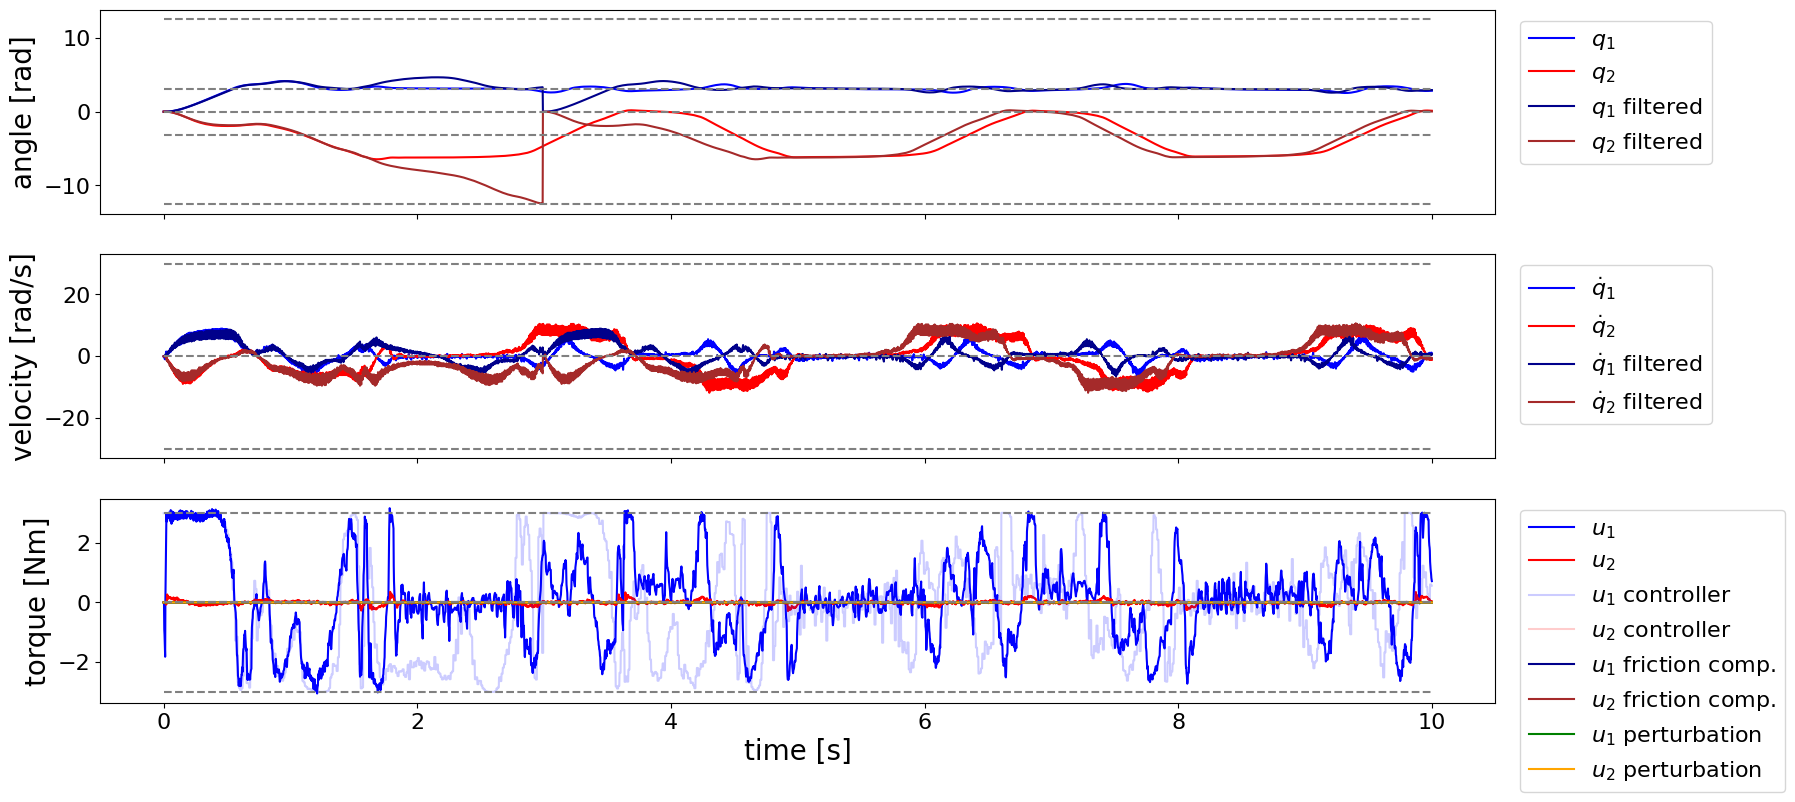 angle [rad]
10
0
−10
q₁
q₂
q₁ filtered
q₂ filtered
velocity [rad/s]
20
0
−20
q̇₁
q̇₂
q̇₁ filtered
q̇₂ filtered
torque [Nm]
2
0
−2
0 2 4 6 8 10
time [s]
u₁
u₂
u₁ controller
u₂ controller
u₁ friction comp.
u₂ friction comp.
u₁ perturbation
u₂ perturbation